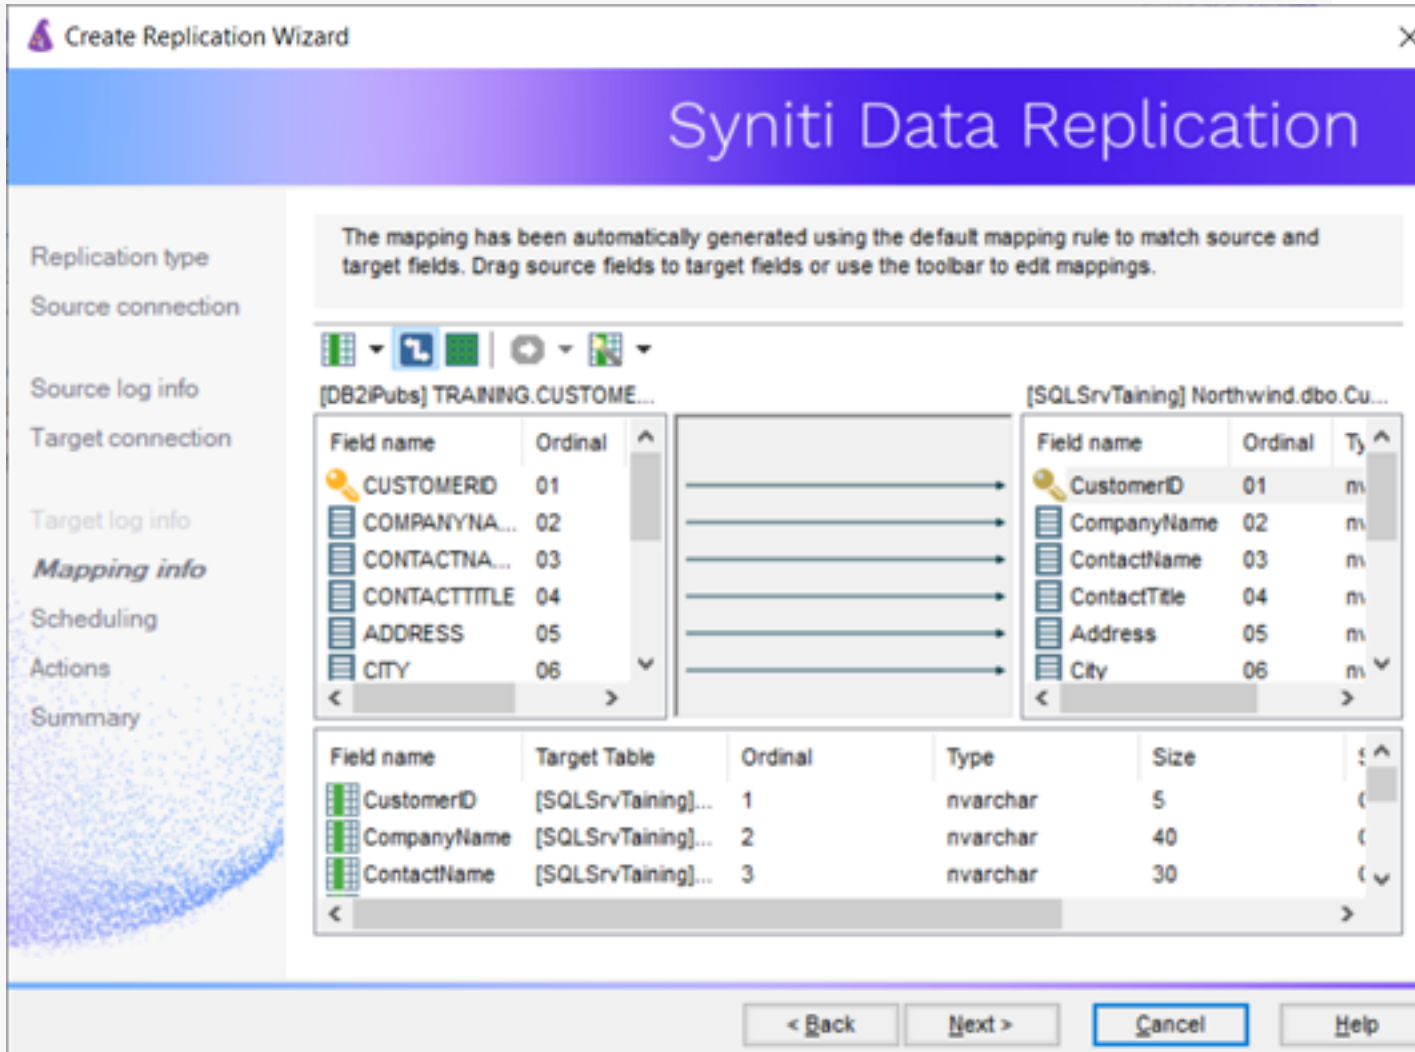 Create Replication Wizard
Syniti Data Replication
Replication type
Source connection
Source log info
Target connection
Target log info
Mapping info
Scheduling
Actions
Summary
The mapping has been automatically generated using the default mapping rule to match source and
target fields. Drag source fields to target fields or use the toolbar to edit mappings.
[DB2iPubs] TRAINING.CUSTOME...
[SQLSrvTaining] Northwind.dbo.Cu...
Field name Ordinal
CUSTOMERID 01
COMPANYNA... 02
CONTACTNA... 03
CONTACTTITLE 04
ADDRESS 05
CITY 06
Field name Ordinal
CustomerID 01
CompanyName 02
ContactName 03
ContactTitle 04
Address 05
City 06
Field name Target Table Ordinal Type Size
CustomerID [SQLSrvTaining]... 1 nvarchar 5
CompanyName [SQLSrvTaining]... 2 nvarchar 40
ContactName [SQLSrvTaining]... 3 nvarchar 30
< Back Next > Cancel Help